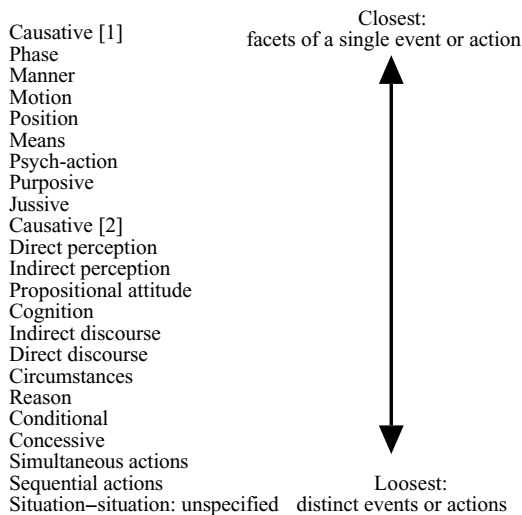 Closest:
facets of a single event or action
Causative [1]
Phase
Manner
Motion
Position
Means
Psych-action
Purposive
Jussive
Causative [2]
Direct perception
Indirect perception
Propositional attitude
Cognition
Indirect discourse
Direct discourse
Circumstances
Reason
Conditional
Concessive
Simultaneous actions
Sequential actions
Situation–situation: unspecified
Loosest:
distinct events or actions